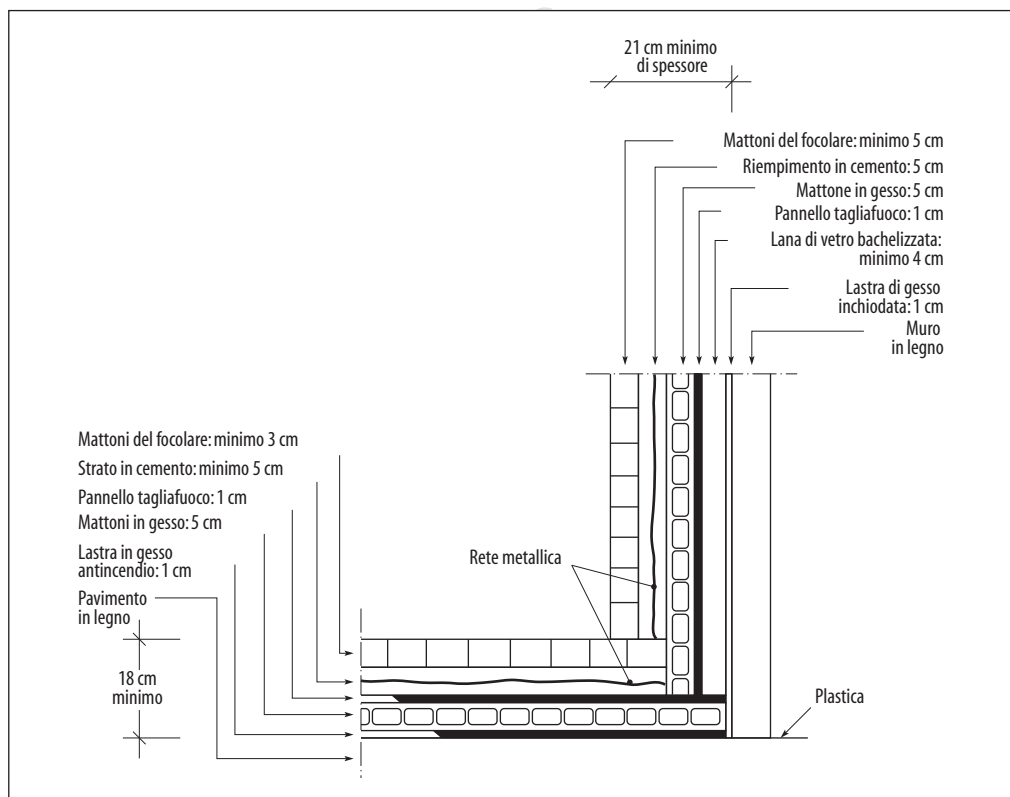 21 cm minimo
di spessore
Mattoni del focolare: minimo 5 cm
Riempimento in cemento: 5 cm
Mattone in gesso: 5 cm
Pannello tagliafuoco: 1 cm
Lana di vetro bachelizzata:
minimo 4 cm
Lastra di gesso
inchiodata: 1 cm
Muro
in legno
Mattoni del focolare: minimo 3 cm
Strato in cemento: minimo 5 cm
Pannello tagliafuoco: 1 cm
Mattoni in gesso: 5 cm
Lastra in gesso
antincendio: 1 cm
Pavimento
in legno
Rete metallica
18 cm
minimo
Plastica